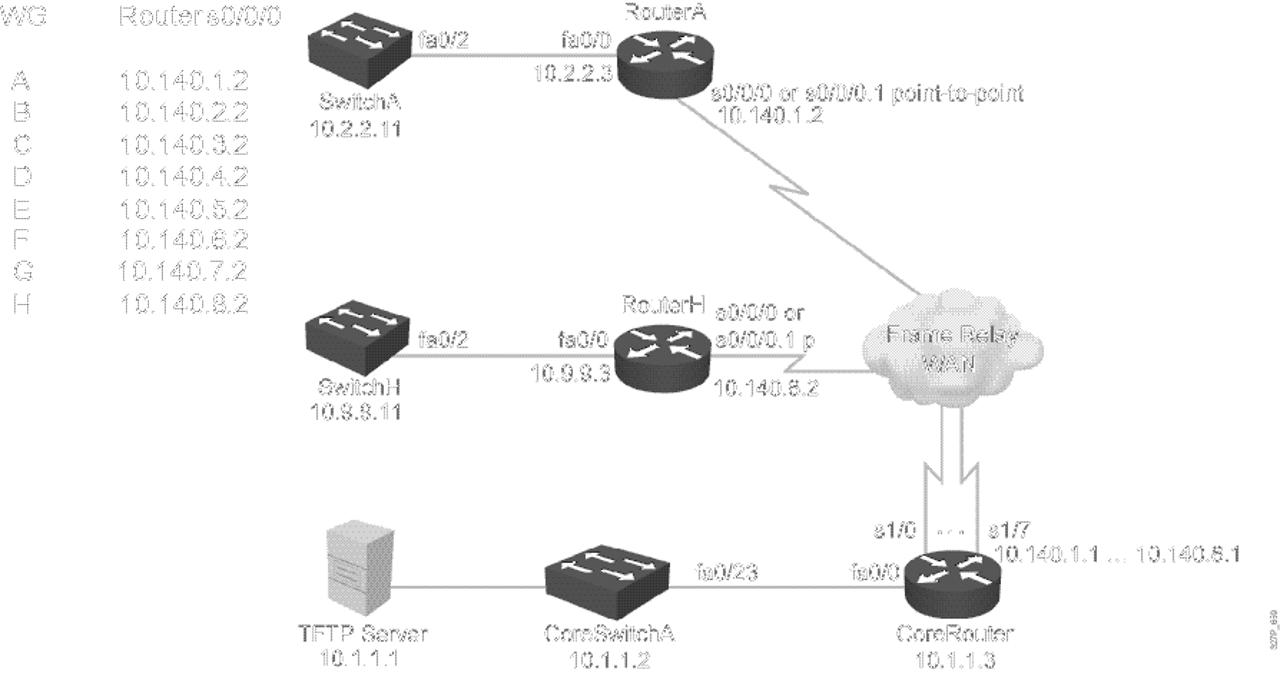 WG Router s0/0/0
A 10.140.1.2
B 10.140.2.2
C 10.140.3.2
D 10.140.4.2
E 10.140.5.2
F 10.140.6.2
G 10.140.7.2
H 10.140.8.2
RouterA
fa0/2 fa0/0
10.2.2.3
SwitchA
10.2.2.11
s0/0/0 or s0/0/0.1 point-to-point
10.140.1.2
RouterH
s0/0/0 or
s0/0/0.1 p
fa0/2 fa0/0
10.9.9.3
10.140.8.2
SwitchH
10.9.9.11
Frame Relay
WAN
s1/0 ... s1/7
10.140.1.1 ... 10.140.8.1
fa0/23 fa0/0
TFTP Server
10.1.1.1
CoreSwitchA
10.1.1.2
CoreRouter
10.1.1.3